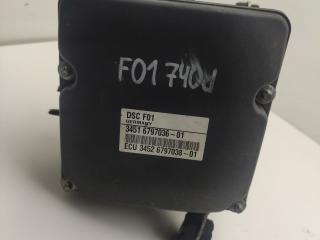 F01 740d
DSC F01
GERMANY
3451 6797036-01
ECU 3452 6797038-01